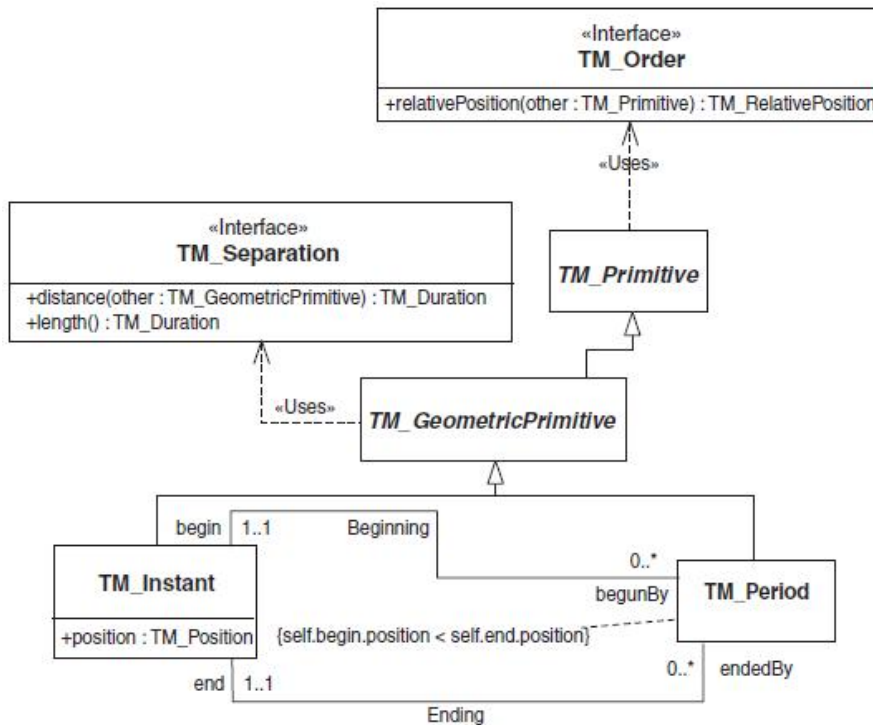 «Interface»
TM_Order
+relativePosition(other : TM_Primitive) : TM_RelativePosition
«Uses»
«Interface»
TM_Separation
+distance(other : TM_GeometricPrimitive) : TM_Duration
+length() : TM_Duration
TM_Primitive
«Uses»
TM_GeometricPrimitive
begin
1..1
Beginning
0..*
begunBy
TM_Instant
+position : TM_Position
TM_Period
{self.begin.position < self.end.position}
end
1..1
0..*
endedBy
Ending